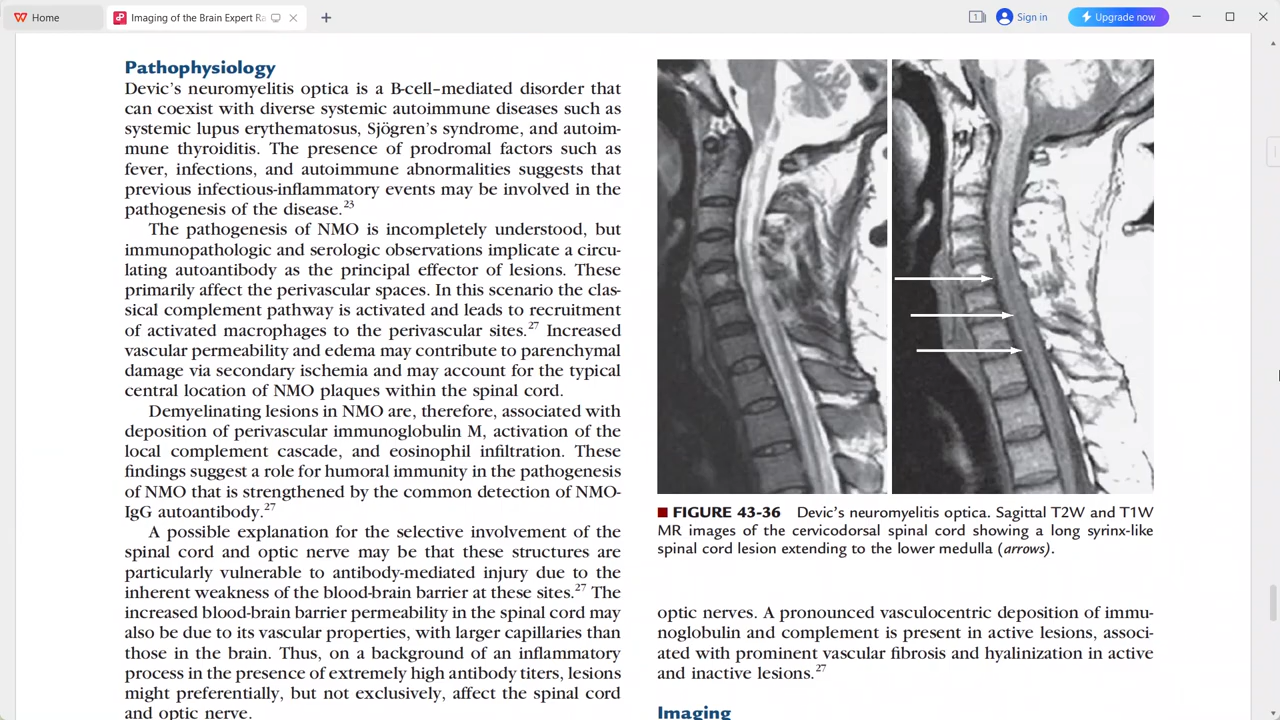 Home
Imaging of the Brain Expert Ra
Sign in
Upgrade now
Pathophysiology
Devic's neuromyelitis optica is a B-cell–mediated disorder that
can coexist with diverse systemic autoimmune diseases such as
systemic lupus erythematosus, Sjögren's syndrome, and autoim-
mune thyroiditis. The presence of prodromal factors such as
fever, infections, and autoimmune abnormalities suggests that
previous infectious-inflammatory events may be involved in the
pathogenesis of the disease.23
The pathogenesis of NMO is incompletely understood, but
immunopathologic and serologic observations implicate a circu-
lating autoantibody as the principal effector of lesions. These
primarily affect the perivascular spaces. In this scenario the clas-
sical complement pathway is activated and leads to recruitment
of activated macrophages to the perivascular sites.27 Increased
vascular permeability and edema may contribute to parenchymal
damage via secondary ischemia and may account for the typical
central location of NMO plaques within the spinal cord.
Demyelinating lesions in NMO are, therefore, associated with
deposition of perivascular immunoglobulin M, activation of the
local complement cascade, and eosinophil infiltration. These
findings suggest a role for humoral immunity in the pathogenesis
of NMO that is strengthened by the common detection of NMO-
IgG autoantibody.27
A possible explanation for the selective involvement of the
spinal cord and optic nerve may be that these structures are
particularly vulnerable to antibody-mediated injury due to the
inherent weakness of the blood-brain barrier at these sites.27 The
increased blood-brain barrier permeability in the spinal cord may
also be due to its vascular properties, with larger capillaries than
those in the brain. Thus, on a background of an inflammatory
process in the presence of extremely high antibody titers, lesions
might preferentially, but not exclusively, affect the spinal cord
and optic nerve.
FIGURE 43-36 Devic's neuromyelitis optica. Sagittal T2W and T1W
MR images of the cervicodorsal spinal cord showing a long syrinx-like
spinal cord lesion extending to the lower medulla (arrows).
optic nerves. A pronounced vasculocentric deposition of immu-
noglobulin and complement is present in active lesions, associ-
ated with prominent vascular fibrosis and hyalinization in active
and inactive lesions.27
Imaging